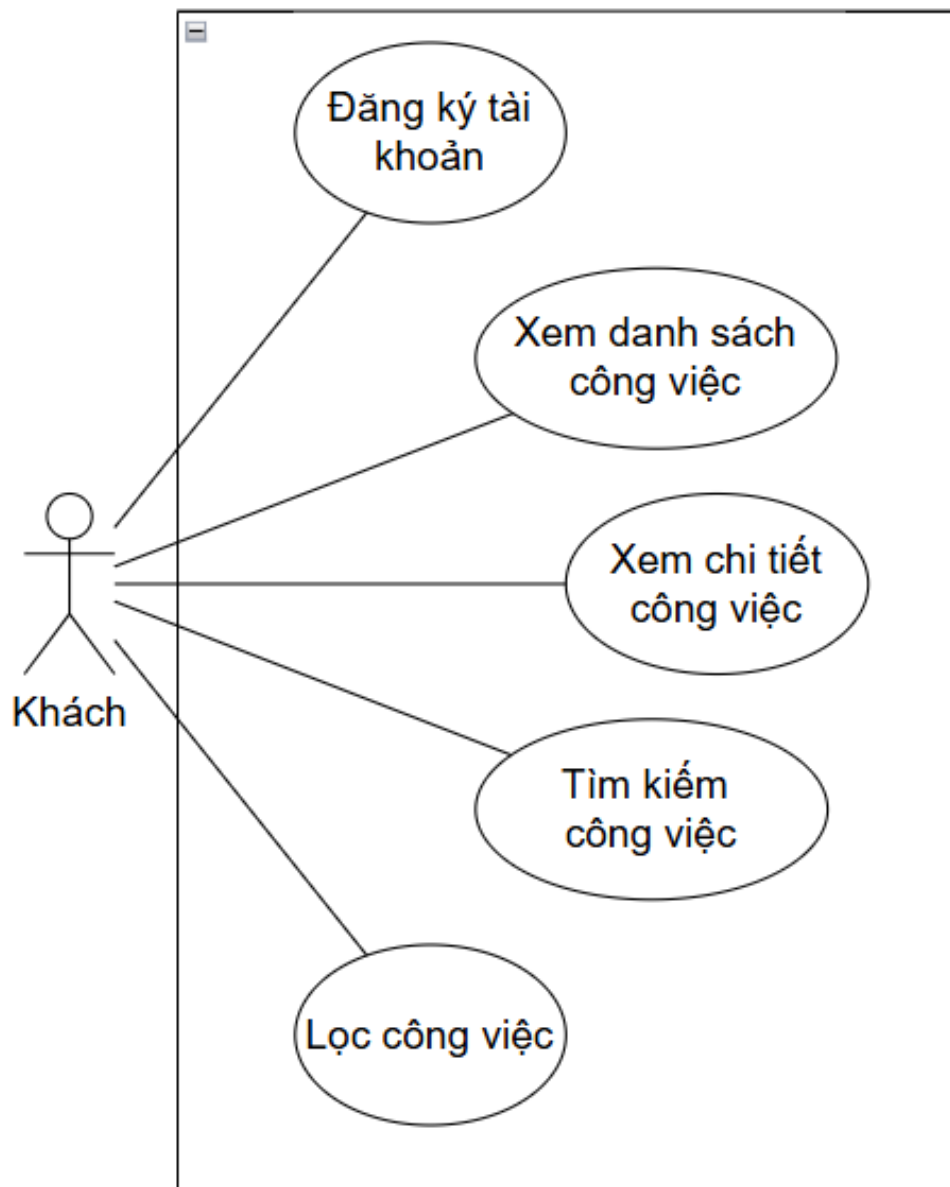 Đăng ký tài
khoản
Xem danh sách
công việc
Xem chi tiết
công việc
Khách
Tìm kiếm
công việc
Lọc công việc